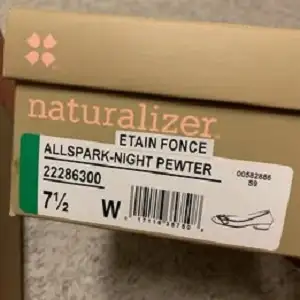 naturalizer
ETAIN FONCE
ALLSPARK-NIGHT PEWTER
22286300
7½ W